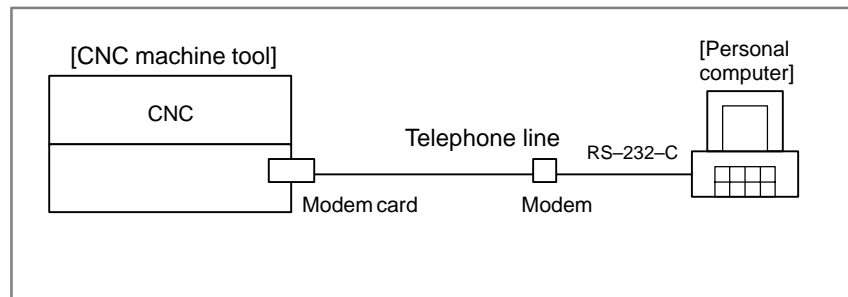 [CNC machine tool]
[Personal
computer]
CNC
Telephone line
RS–232–C
Modem card
Modem